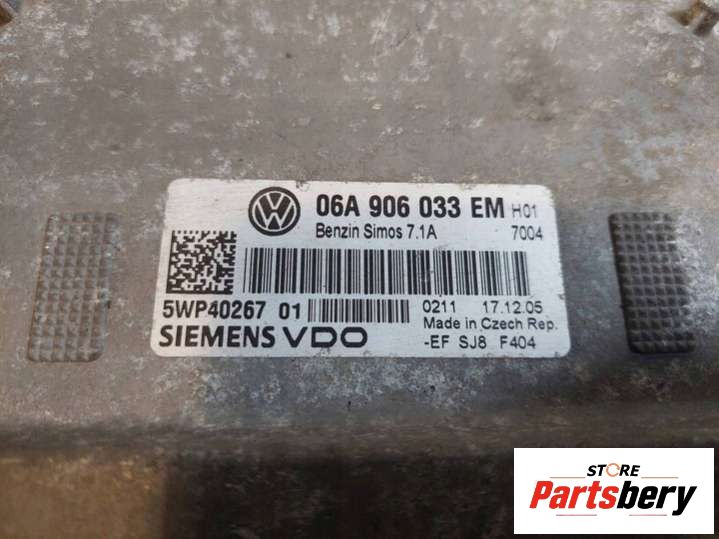 06A 906 033 EM H01
Benzin Simos 7.1A 7004
5WP40267 01
0211 17.12.05
Made in Czech Rep.
SIEMENS VDO
-EF SJ8 F404
STORE
Partsbery